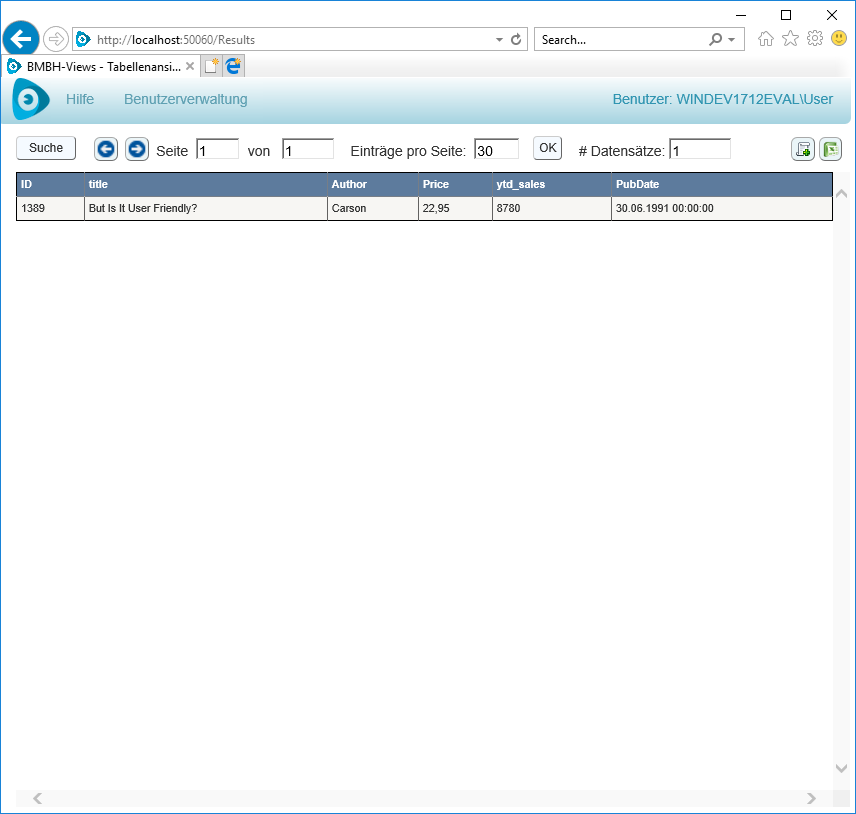 http://localhost:50060/Results
Search...
BMBH-Views - Tabellenansi...
Hilfe Benutzerverwaltung Benutzer: WINDEV1712EVAL\User
Suche Seite 1 von 1 Einträge pro Seite: 30 OK # Datensätze: 1
ID title Author Price ytd_sales PubDate
1389 But Is It User Friendly? Carson 22,95 8780 30.06.1991 00:00:00